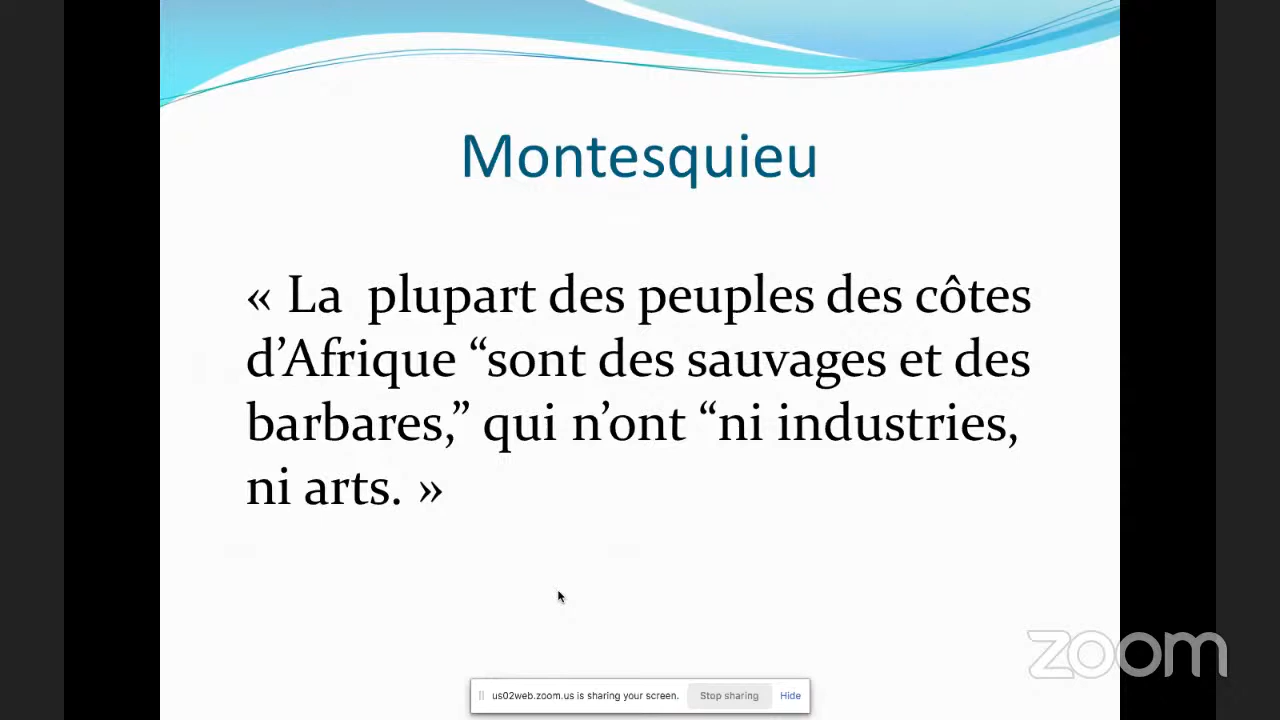 Montesquieu
« La  plupart des peuples des côtes
d’Afrique “sont des sauvages et des
barbares,” qui n’ont “ni industries,
ni arts. »
zoom
us02web.zoom.us is sharing your screen. Stop sharing Hide